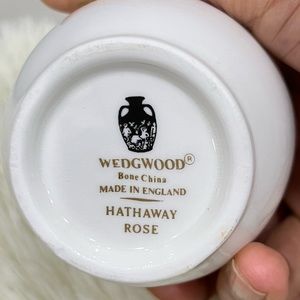 WEDGWOOD®
Bone China
MADE IN ENGLAND
HATHAWAY
ROSE